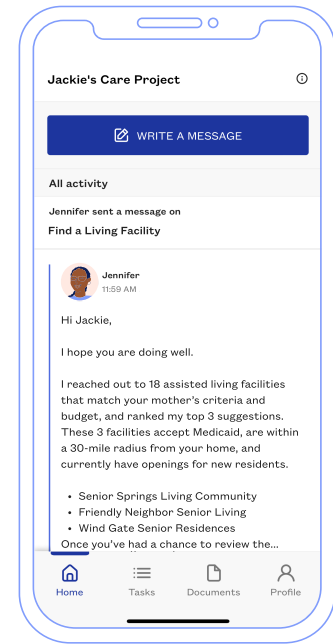 Jackie's Care Project
WRITE A MESSAGE
All activity
Jennifer sent a message on
Find a Living Facility
Jennifer
11:59 AM
Hi Jackie,
I hope you are doing well.
I reached out to 18 assisted living facilities
that match your mother's criteria and
budget, and ranked my top 3 suggestions.
These 3 facilities accept Medicaid, are within
a 30-mile radius from your home, and
currently have openings for new residents.
• Senior Springs Living Community
• Friendly Neighbor Senior Living
• Wind Gate Senior Residences
Once you've had a chance to review the...
Home Tasks Documents Profile